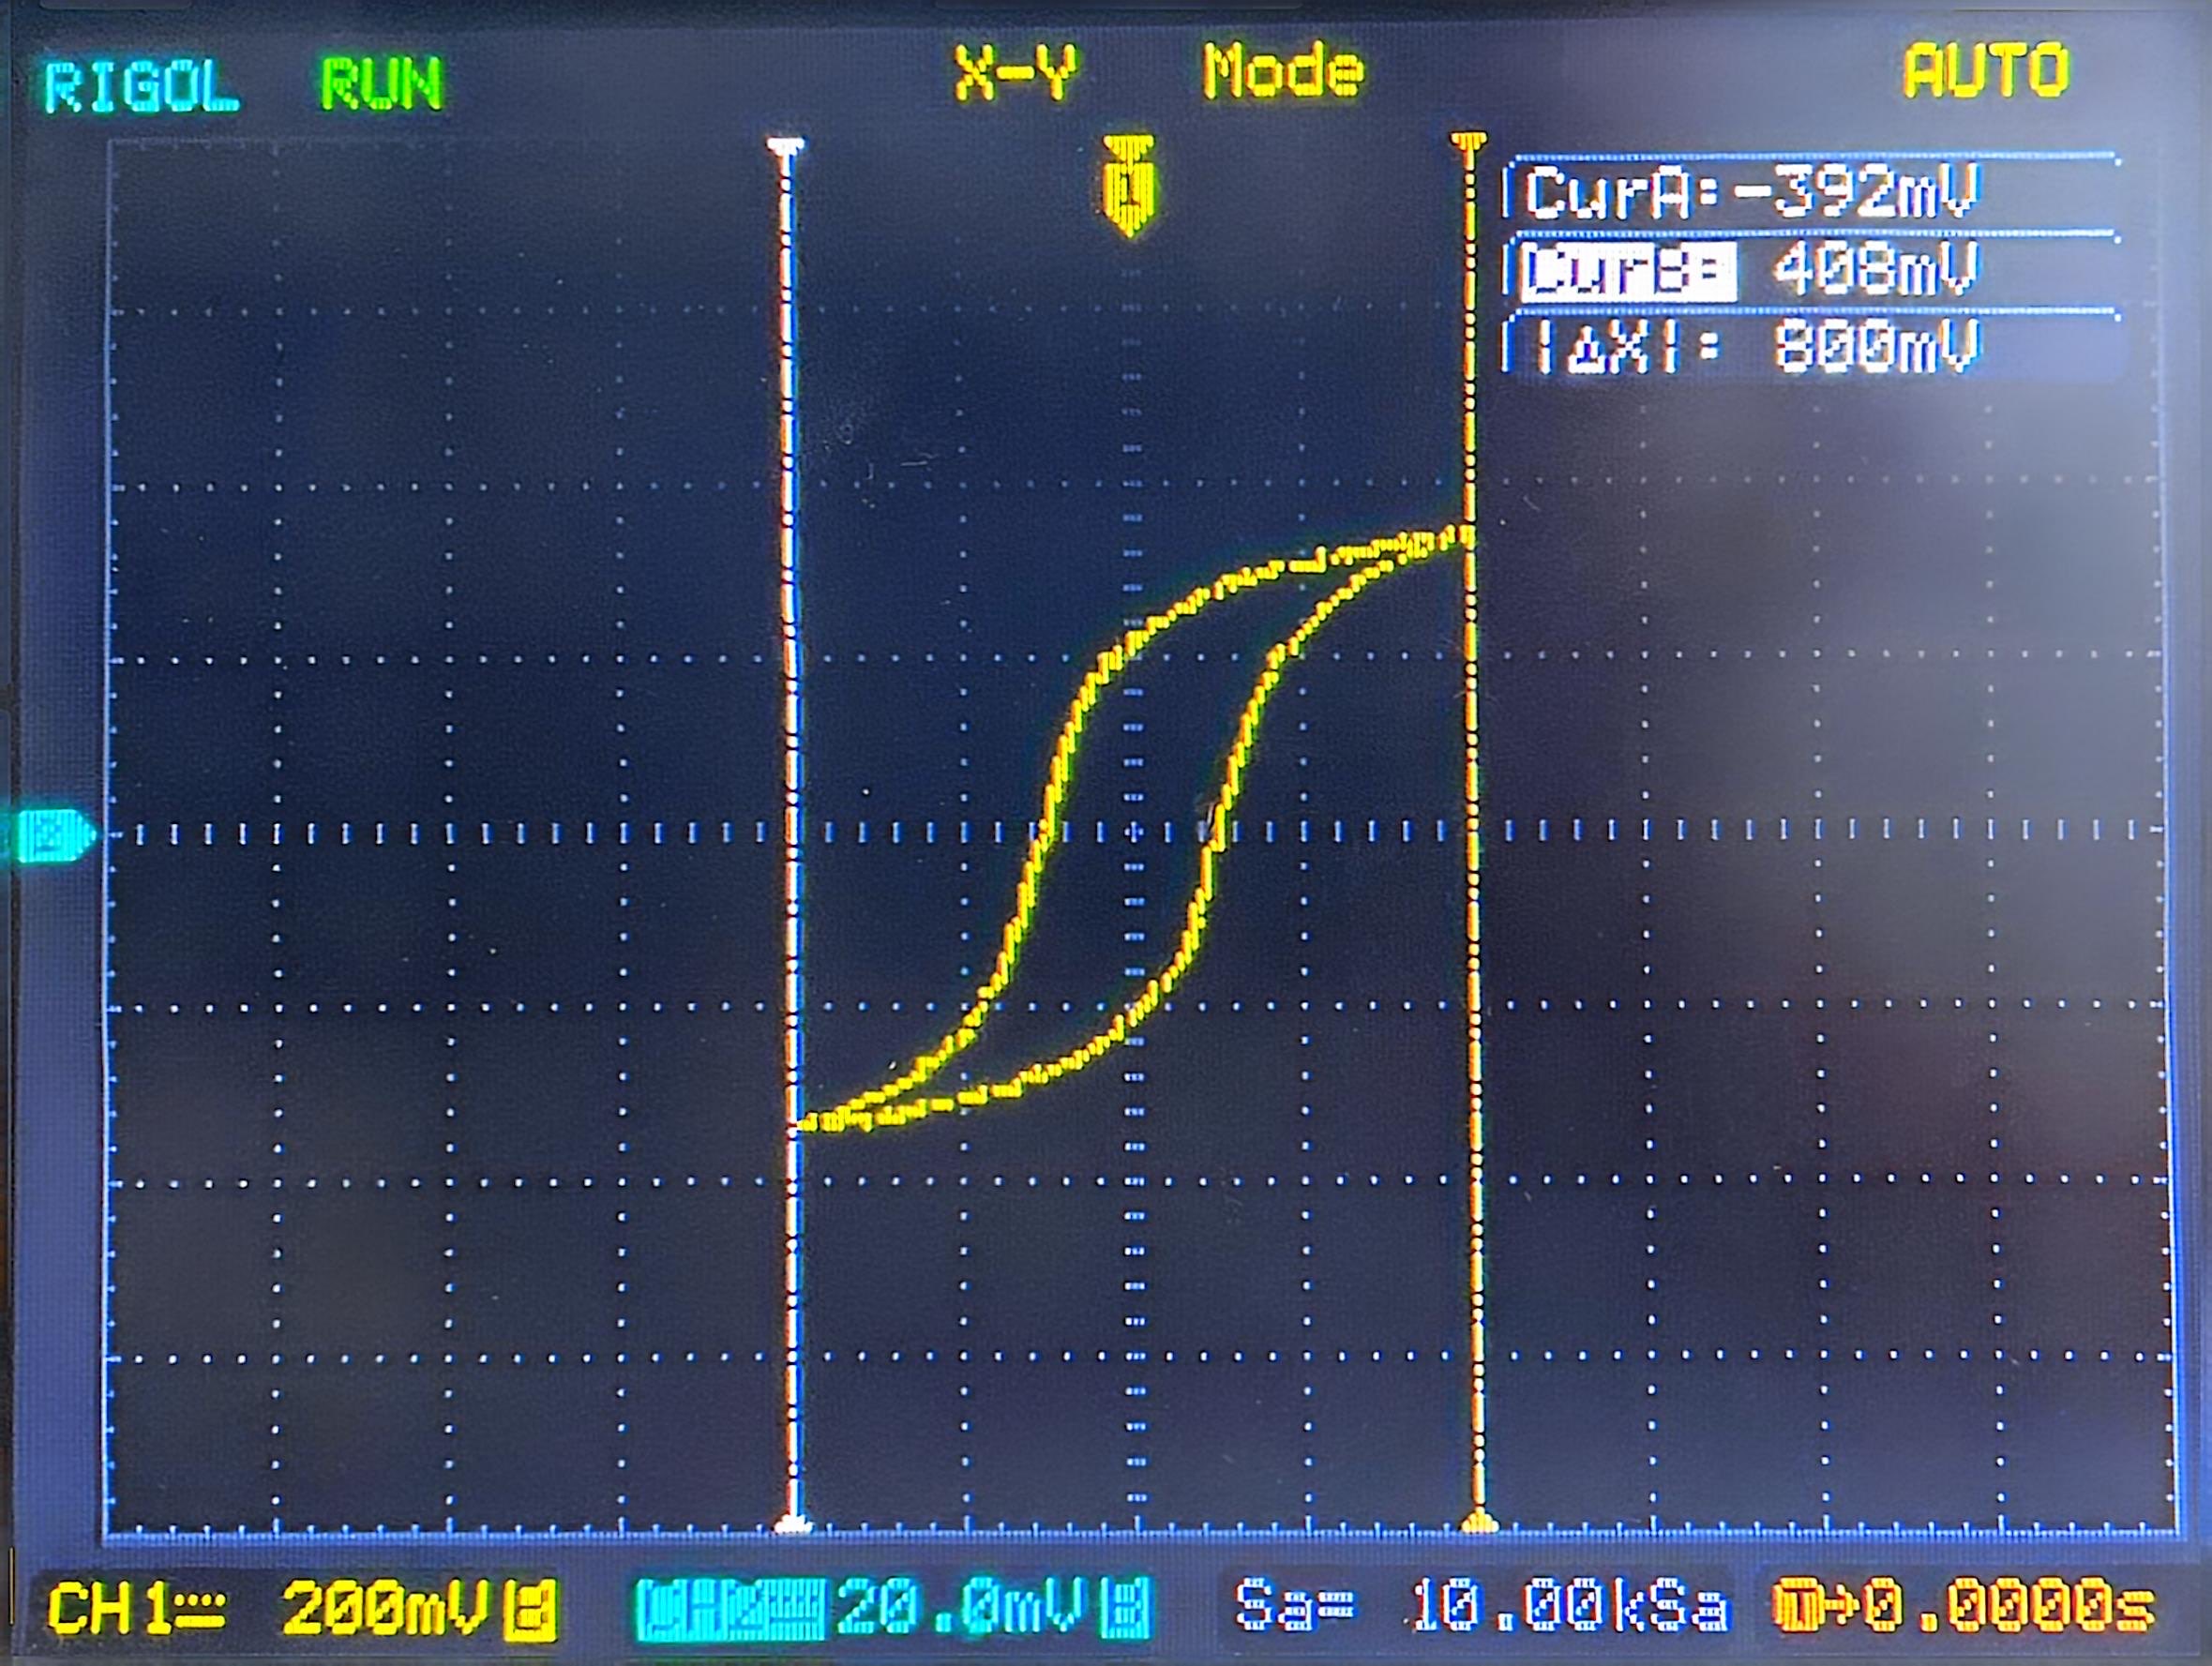 RIGOL RUN X-Y Mode AUTO
CurA:-392mV
CurB: 408mV
|ΔX|: 800mV
CH1 200mV
CH2 20.0mV Sa= 10.00kSa 0.0000s